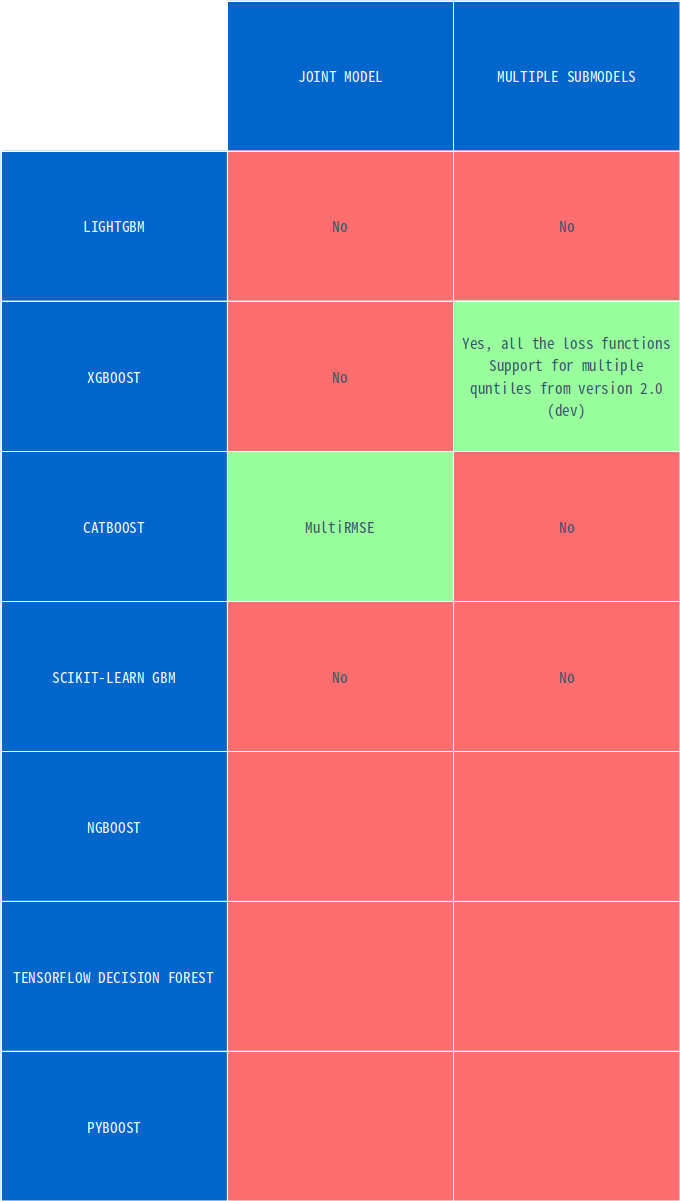 JOINT MODEL
MULTIPLE SUBMODELS
LIGHTGBM
No
No
XGBOOST
No
Yes, all the loss functions
Support for multiple
quntiles from version 2.0
(dev)
CATBOOST
MultiRMSE
No
SCIKIT-LEARN GBM
No
No
NGBOOST
TENSORFLOW DECISION FOREST
PYBOOST